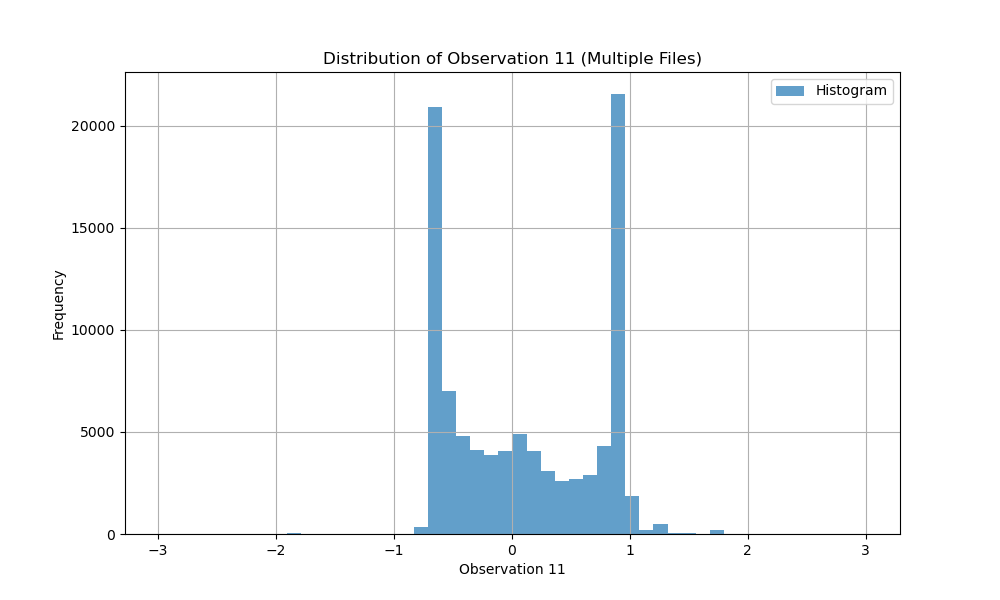 Distribution of Observation 11 (Multiple Files)
Histogram
20000
15000
10000
5000
0
Frequency
−3 −2 −1 0 1 2 3
Observation 11